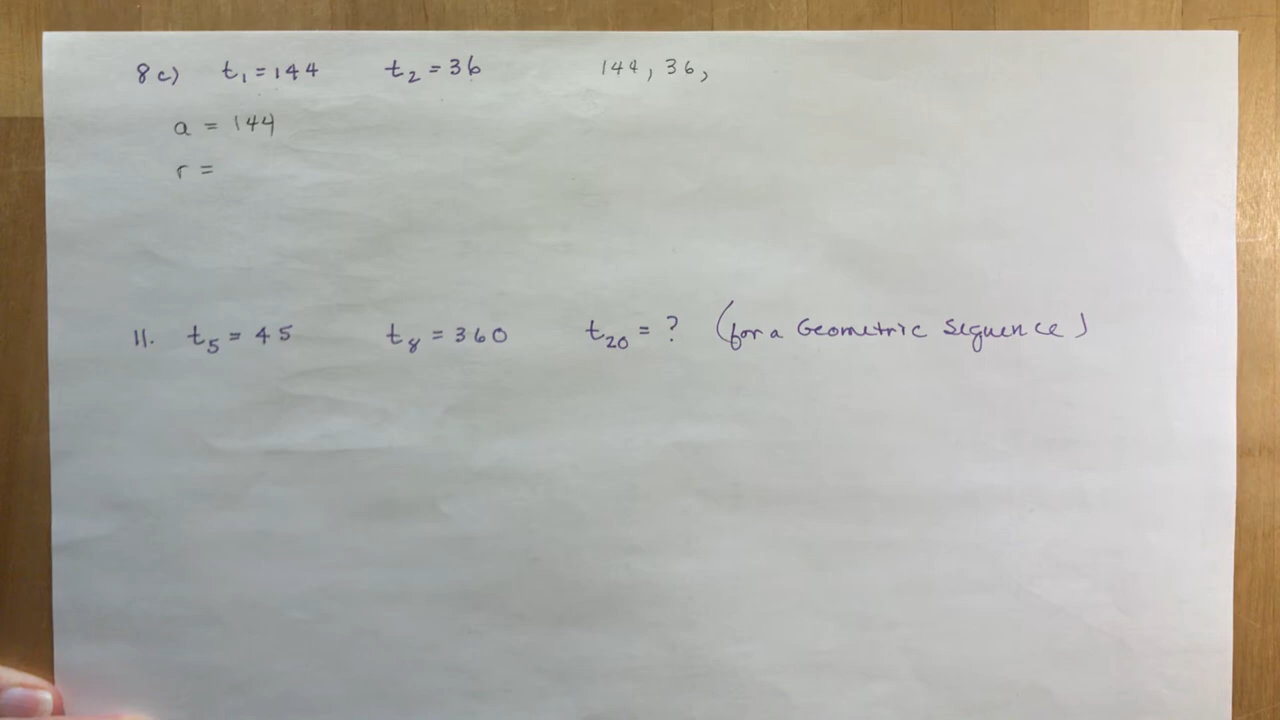 8c) t₁ = 144 t₂ = 36 144, 36,
a = 144
r =
11. t₅ = 45 t₈ = 360 t₂₀ = ? (for a Geometric Sequence)